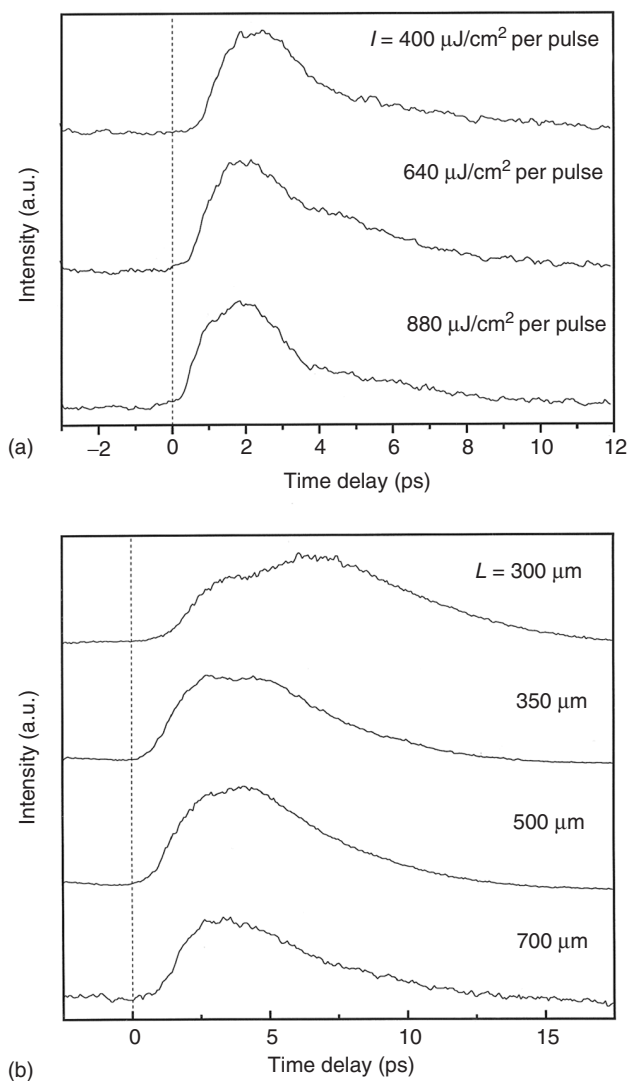 I = 400 μJ/cm² per pulse
640 μJ/cm² per pulse
880 μJ/cm² per pulse
Intensity (a.u.)
(a)
−2 0 2 4 6 8 10 12
Time delay (ps)
L = 300 μm
350 μm
500 μm
700 μm
Intensity (a.u.)
0 5 10 15
(b)
Time delay (ps)